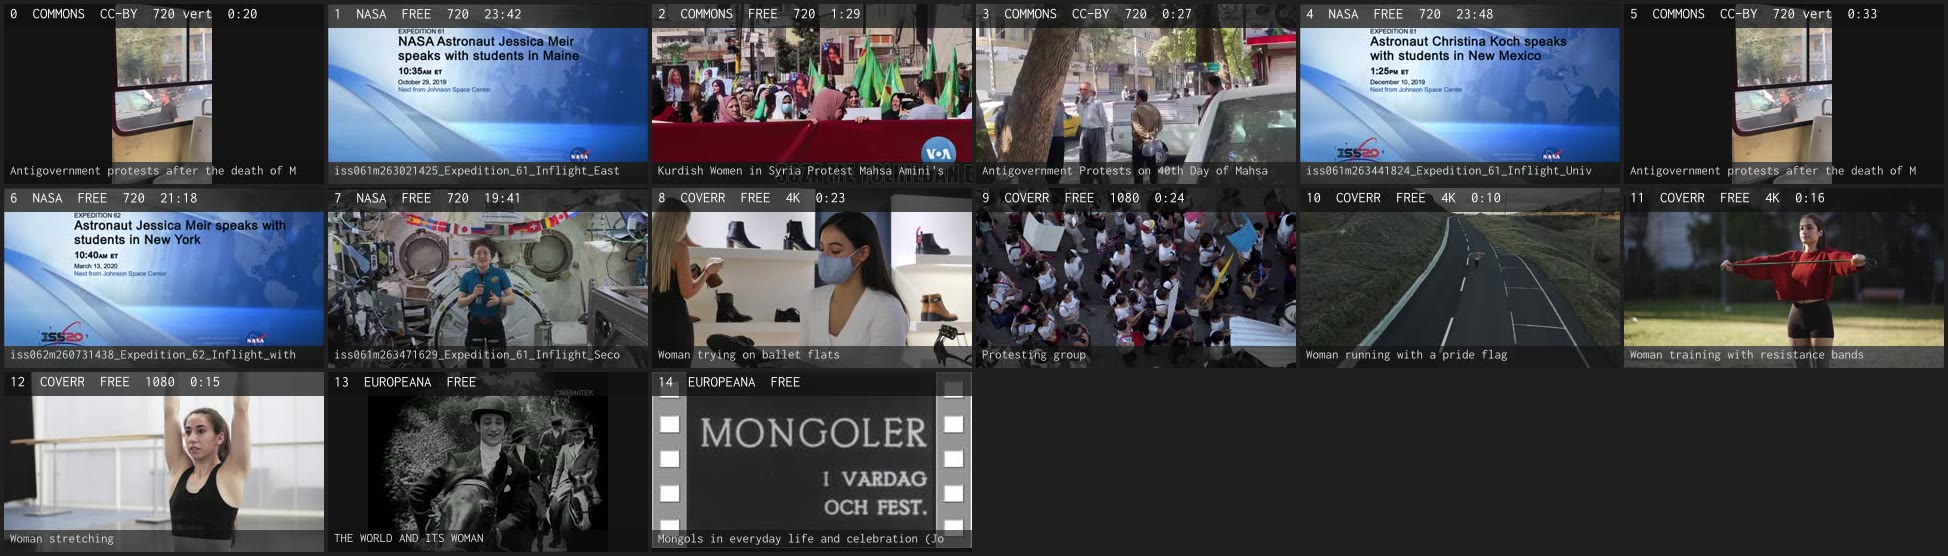 0 COMMONS CC-BY 720 vert 0:20
Antigovernment protests after the death of M
1 NASA FREE 720 23:42
EXPEDITION 61
NASA Astronaut Jessica Meir
speaks with students in Maine
10:35AM ET
October 29, 2019
Next from Johnson Space Center
NASA
iss061m263021425_Expedition_61_Inflight_East
2 COMMONS FREE 720 1:29
VOA
Kurdish Women in Syria Protest Mahsa Amini's
3 COMMONS CC-BY 720 0:27
Antigovernment Protests on 40th Day of Mahsa
4 NASA FREE 720 23:48
EXPEDITION 61
Astronaut Christina Koch speaks
with students in New Mexico
1:25PM ET
December 10, 2019
Next from Johnson Space Center
ISS20
NASA
iss061m263441824_Expedition_61_Inflight_Univ
5 COMMONS CC-BY 720 vert 0:33
Antigovernment protests after the death of M
6 NASA FREE 720 21:18
EXPEDITION 62
Astronaut Jessica Meir speaks with
students in New York
10:40AM ET
March 13, 2020
Next from Johnson Space Center
ISS20
NASA
iss062m260731438_Expedition_62_Inflight_with
7 NASA FREE 720 19:41
iss061m263471629_Expedition_61_Inflight_Seco
8 COVERR FREE 4K 0:23
Woman trying on ballet flats
9 COVERR FREE 1080 0:24
Protesting group
10 COVERR FREE 4K 0:10
Woman running with a pride flag
11 COVERR FREE 4K 0:16
Woman training with resistance bands
12 COVERR FREE 1080 0:15
Woman stretching
13 EUROPEANA FREE
CINEMATEK
THE WORLD AND ITS WOMAN
14 EUROPEANA FREE
MONGOLER
I VARDAG
OCH FEST.
Mongols in everyday life and celebration (Jo